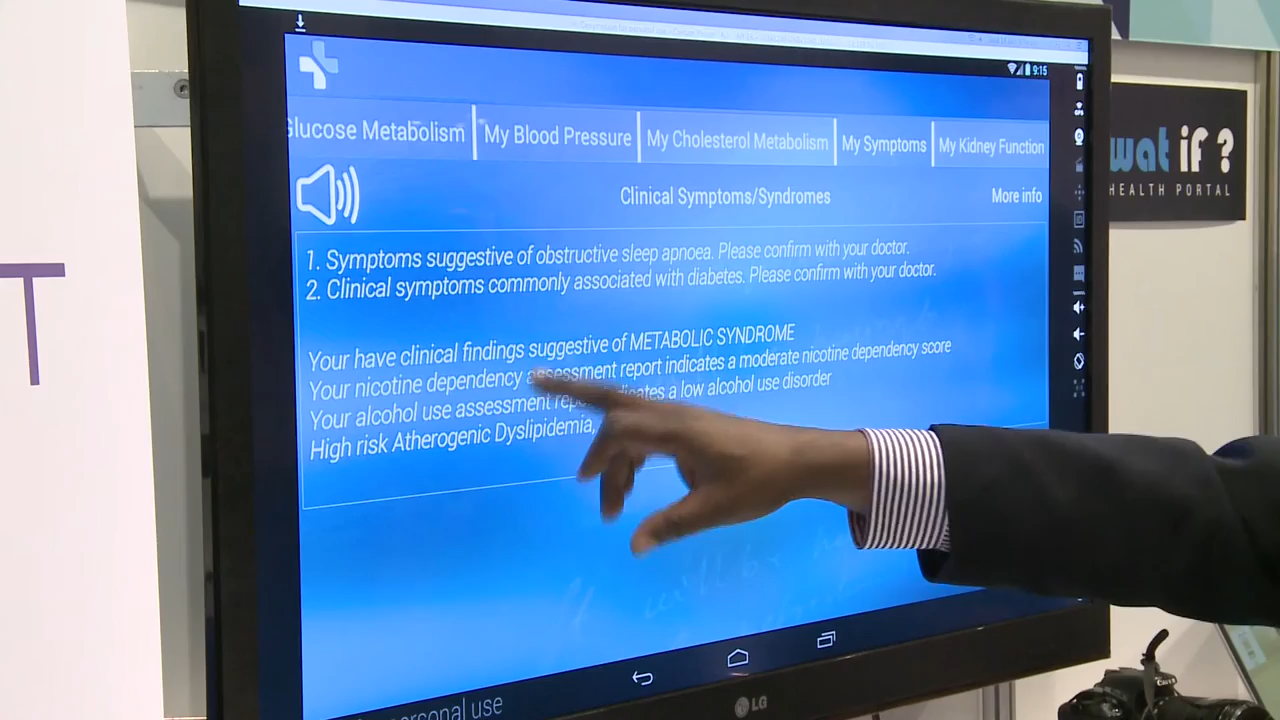 9:15
Glucose Metabolism
My Blood Pressure
My Cholesterol Metabolism
My Symptoms
My Kidney Function
Clinical Symptoms/Syndromes
More info
1. Symptoms suggestive of obstructive sleep apnoea. Please confirm with your doctor.
2. Clinical symptoms commonly associated with diabetes. Please confirm with your doctor.
Your have clinical findings suggestive of METABOLIC SYNDROME
Your nicotine dependency assessment report indicates a moderate nicotine dependency score
Your alcohol use assessment report indicates a low alcohol use disorder
High risk Atherogenic Dyslipidemia,
personal use
LG
wat if ?
HEALTH PORTAL
T
Canon